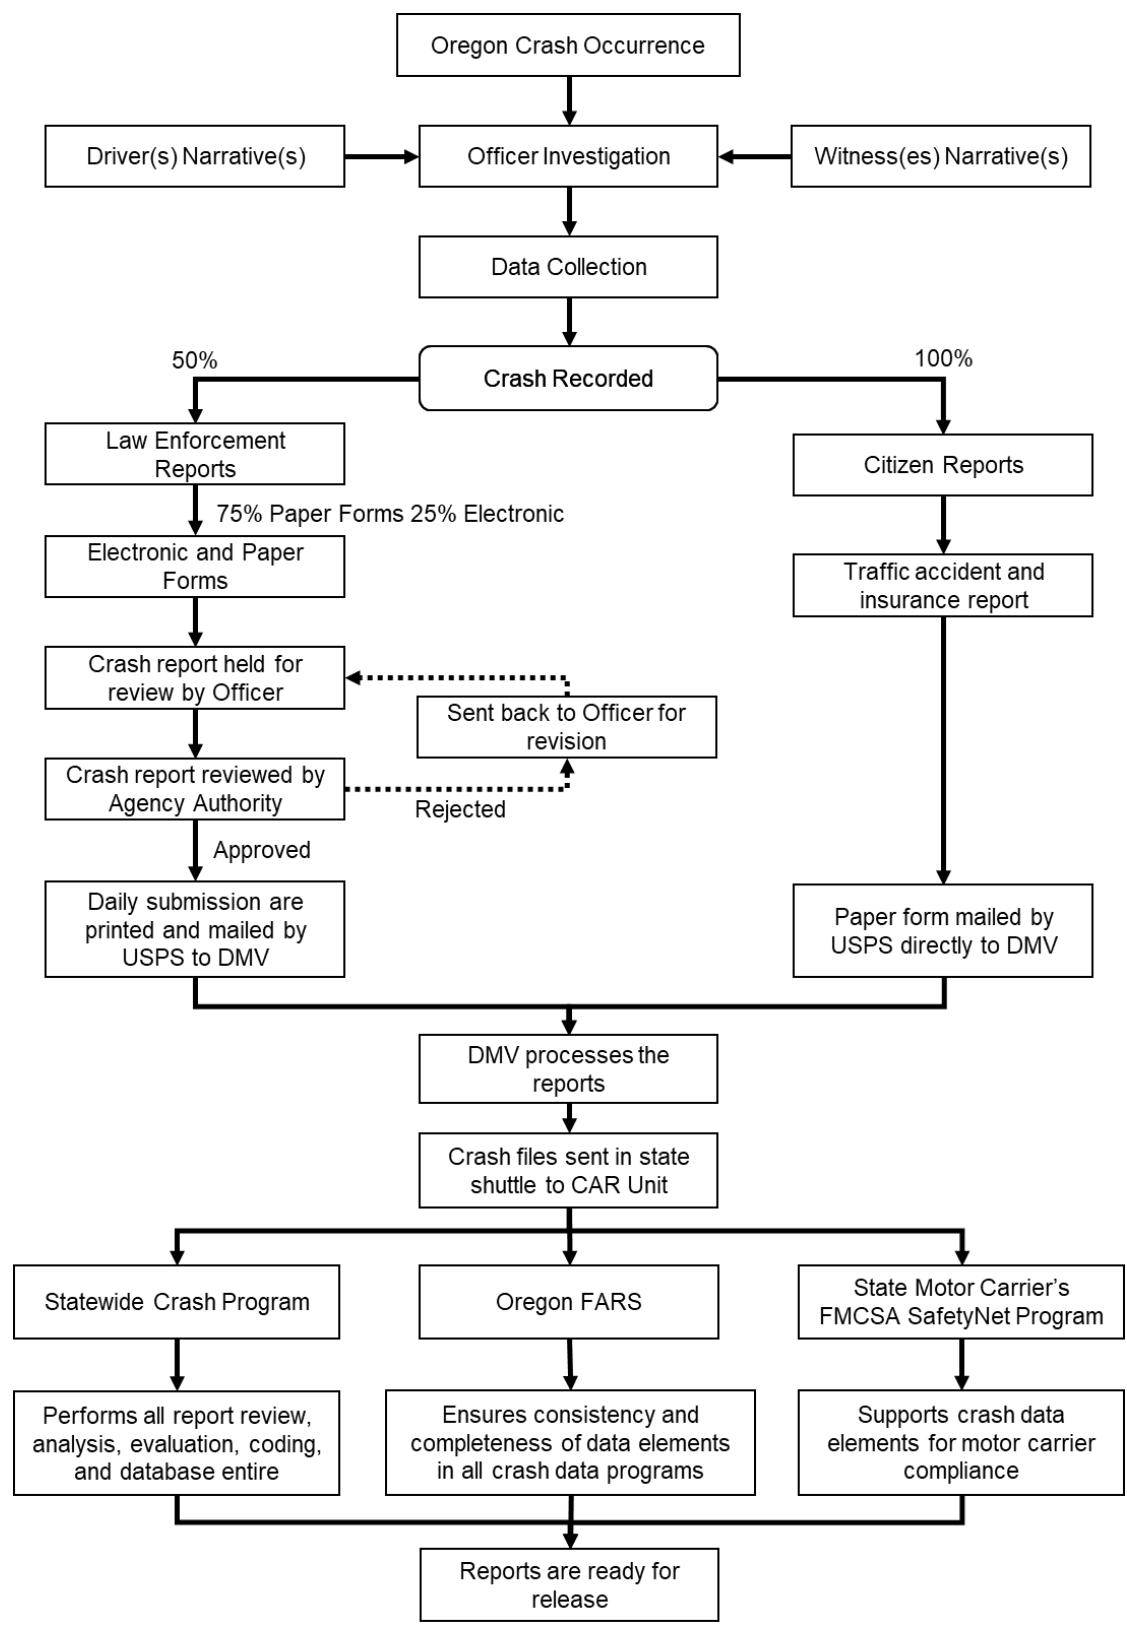 Oregon Crash Occurrence
Driver(s) Narrative(s)
Officer Investigation
Witness(es) Narrative(s)
Data Collection
50%
Crash Recorded
100%
Law Enforcement
Reports
Citizen Reports
75% Paper Forms 25% Electronic
Electronic and Paper
Forms
Traffic accident and
insurance report
Crash report held for
review by Officer
Sent back to Officer for
revision
Crash report reviewed by
Agency Authority
Rejected
Approved
Daily submission are
printed and mailed by
USPS to DMV
Paper form mailed by
USPS directly to DMV
DMV processes the
reports
Crash files sent in state
shuttle to CAR Unit
Statewide Crash Program
Oregon FARS
State Motor Carrier's
FMCSA SafetyNet Program
Performs all report review,
analysis, evaluation, coding,
and database entire
Ensures consistency and
completeness of data elements
in all crash data programs
Supports crash data
elements for motor carrier
compliance
Reports are ready for
release